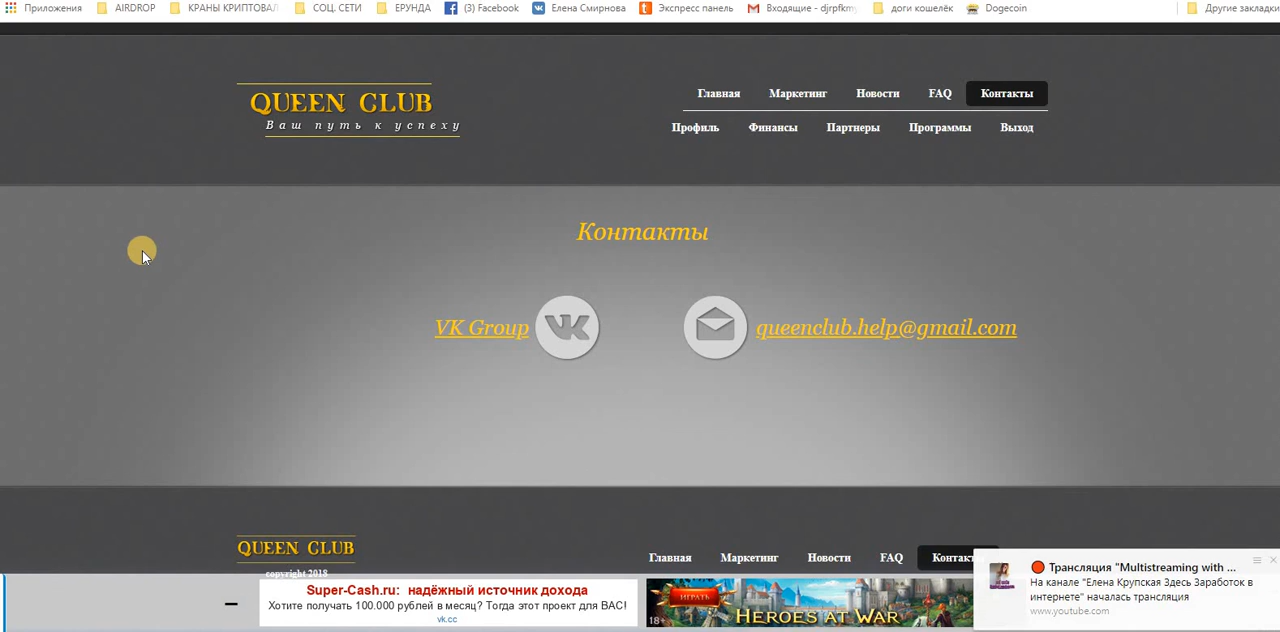 Приложения AIRDROP КРАНЫ КРИПТОВАЛ СОЦ. СЕТИ ЕРУНДА (3) Facebook Елена Смирнова Экспресс панель Входящие - djrpfkmy доги кошелёк Dogecoin Другие закладки
QUEEN CLUB
Ваш путь к успеху
Главная Маркетинг Новости FAQ Контакты
Профиль Финансы Партнеры Программы Выход
Контакты
VK Group queenclub.help@gmail.com
QUEEN CLUB
copyright 2018
Главная Маркетинг Новости FAQ Контак
Super-Cash.ru: надёжный источник дохода
Хотите получать 100.000 рублей в месяц? Тогда этот проект для ВАС!
vk.cc
ИГРАТЬ
18+
HEROES AT WAR
Трансляция "Multistreaming with ...
На канале "Елена Крупская Здесь Заработок в
интернете" началась трансляция
www.youtube.com